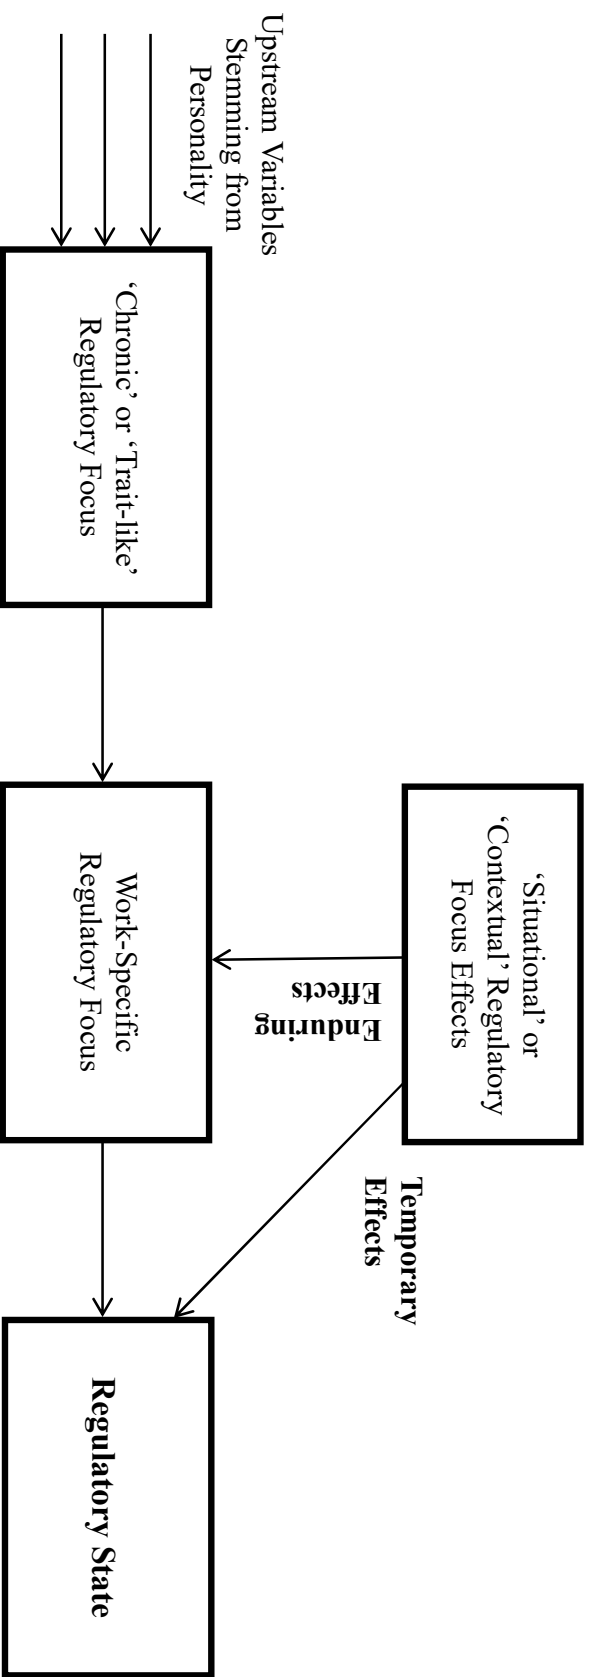 Upstream Variables
Stemming from
Personality
‘Chronic’ or ‘Trait-like’
Regulatory Focus
‘Situational’ or
‘Contextual’ Regulatory
Focus Effects
Enduring
Effects
Work-Specific
Regulatory Focus
Temporary
Effects
Regulatory State